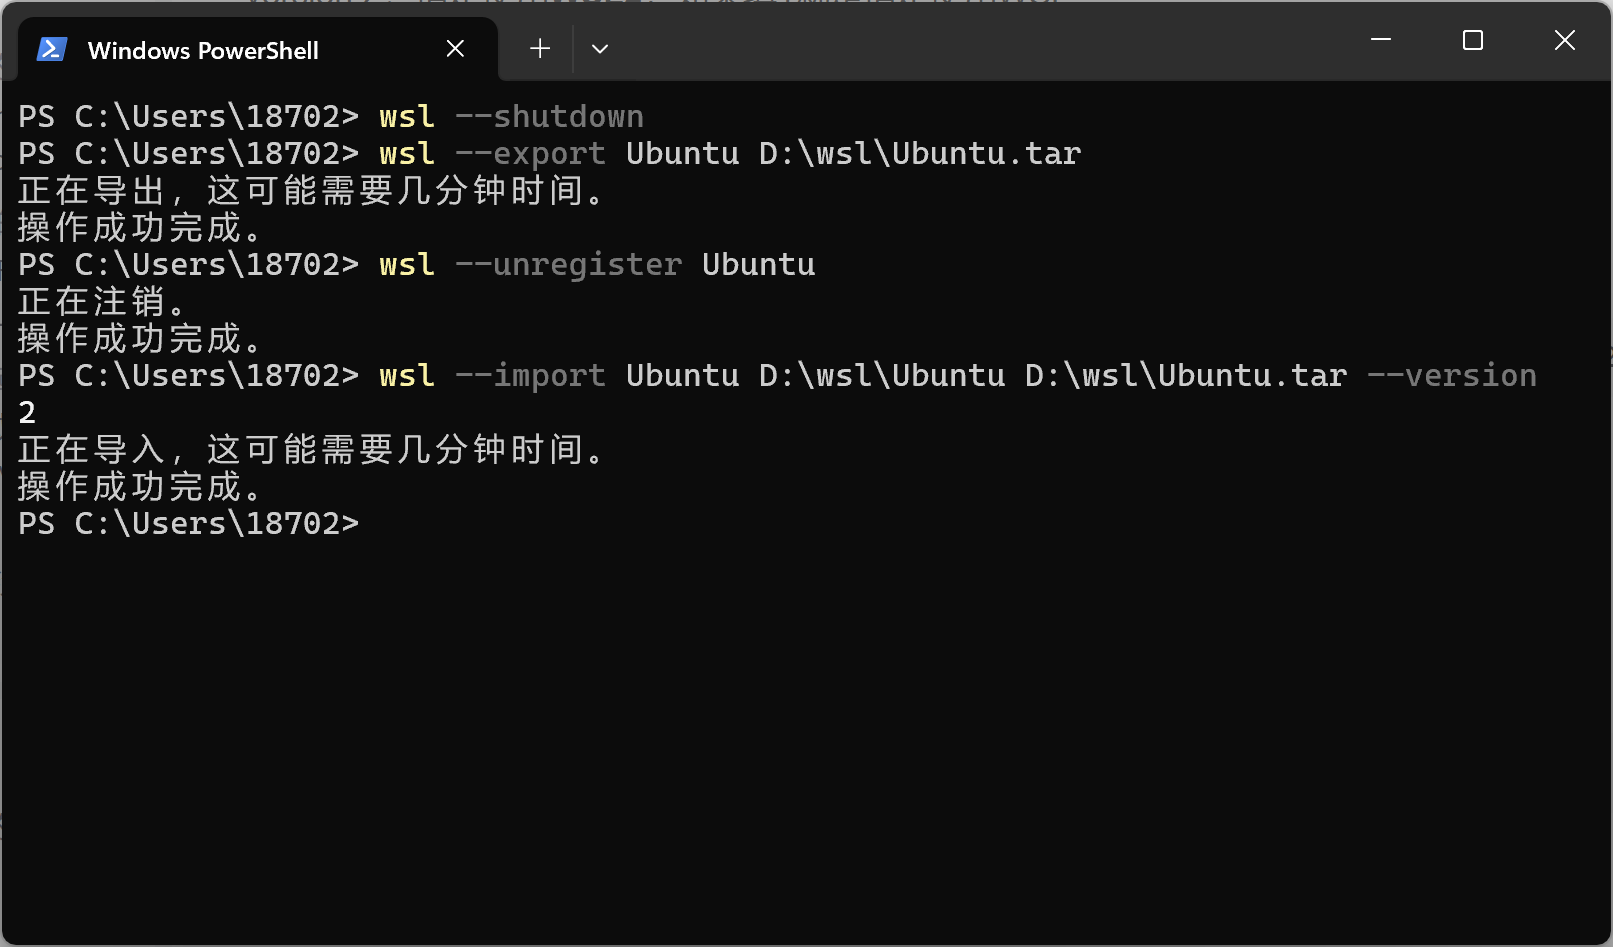 Windows PowerShell
PS C:\Users\18702> wsl --shutdown
PS C:\Users\18702> wsl --export Ubuntu D:\wsl\Ubuntu.tar
正在导出，这可能需要几分钟时间。
操作成功完成。
PS C:\Users\18702> wsl --unregister Ubuntu
正在注销。
操作成功完成。
PS C:\Users\18702> wsl --import Ubuntu D:\wsl\Ubuntu D:\wsl\Ubuntu.tar --version
2
正在导入，这可能需要几分钟时间。
操作成功完成。
PS C:\Users\18702>